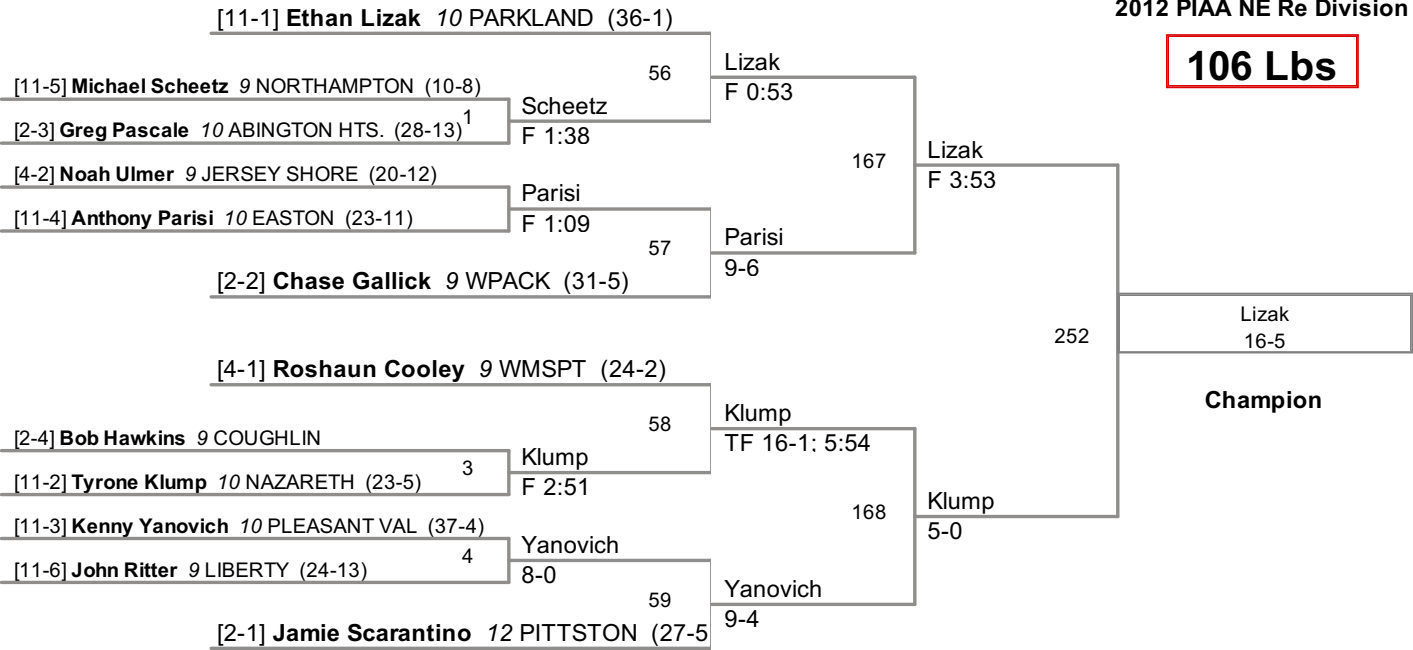 [11-1] Ethan Lizak 10 PARKLAND (36-1)
2012 PIAA NE Re Division
106 Lbs
56
Lizak
F 0:53
[11-5] Michael Scheetz 9 NORTHAMPTON (10-8)
1
Scheetz
F 1:38
[2-3] Greg Pascale 10 ABINGTON HTS. (28-13)
167
Lizak
F 3:53
[4-2] Noah Ulmer 9 JERSEY SHORE (20-12)
Parisi
F 1:09
[11-4] Anthony Parisi 10 EASTON (23-11)
57
Parisi
9-6
[2-2] Chase Gallick 9 WPACK (31-5)
252
Lizak
16-5
Champion
[4-1] Roshaun Cooley 9 WMSPT (24-2)
58
Klump
TF 16-1; 5:54
[2-4] Bob Hawkins 9 COUGHLIN
3
Klump
F 2:51
[11-2] Tyrone Klump 10 NAZARETH (23-5)
168
Klump
5-0
[11-3] Kenny Yanovich 10 PLEASANT VAL (37-4)
4
Yanovich
8-0
[11-6] John Ritter 9 LIBERTY (24-13)
59
Yanovich
9-4
[2-1] Jamie Scarantino 12 PITTSTON (27-5